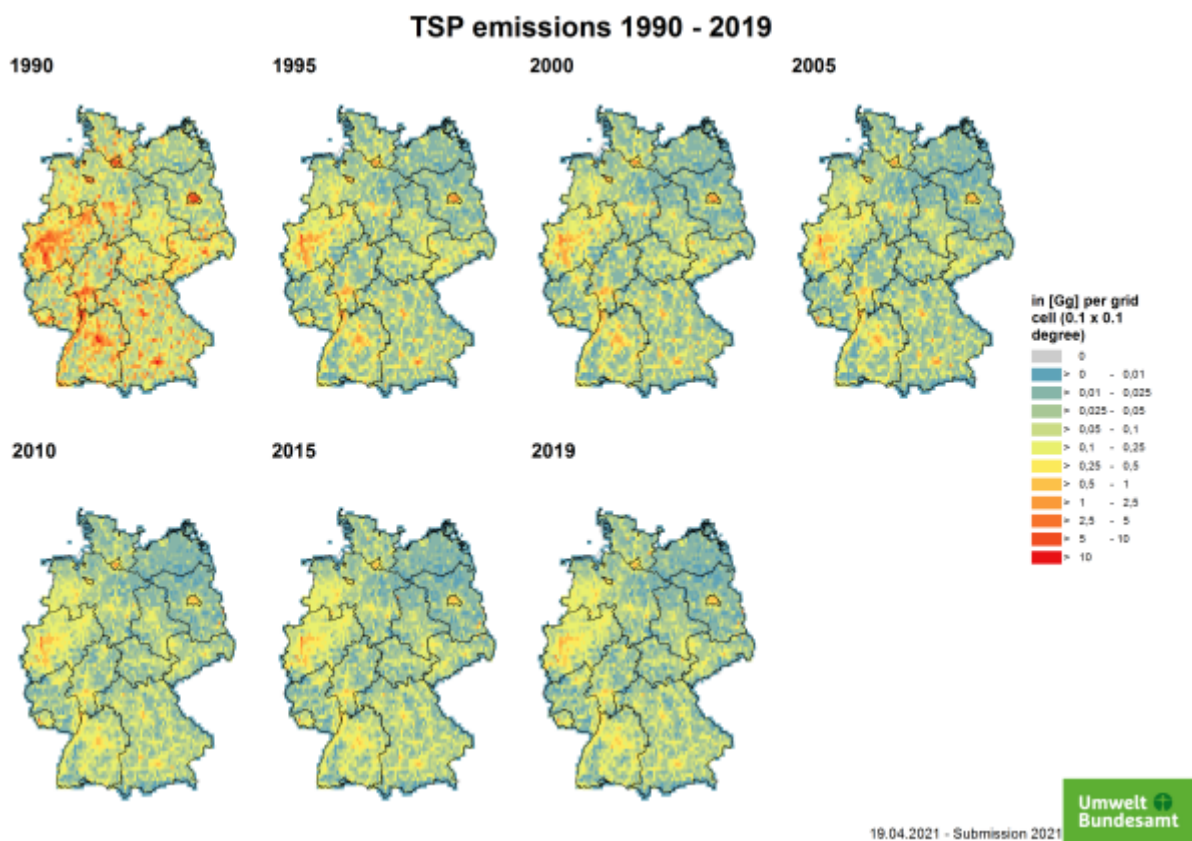 TSP emissions 1990 - 2019
1990
1995
2000
2005
in [Gg] per grid
cell (0.1 x 0.1
degree)
0
> 0 - 0,01
> 0,01 - 0,025
> 0,025 - 0,05
> 0,05 - 0,1
> 0,1 - 0,25
> 0,25 - 0,5
> 0,5 - 1
> 1 - 2,5
> 2,5 - 5
> 5 - 10
> 10
2010
2015
2019
Umwelt
Bundesamt
19.04.2021 - Submission 2021